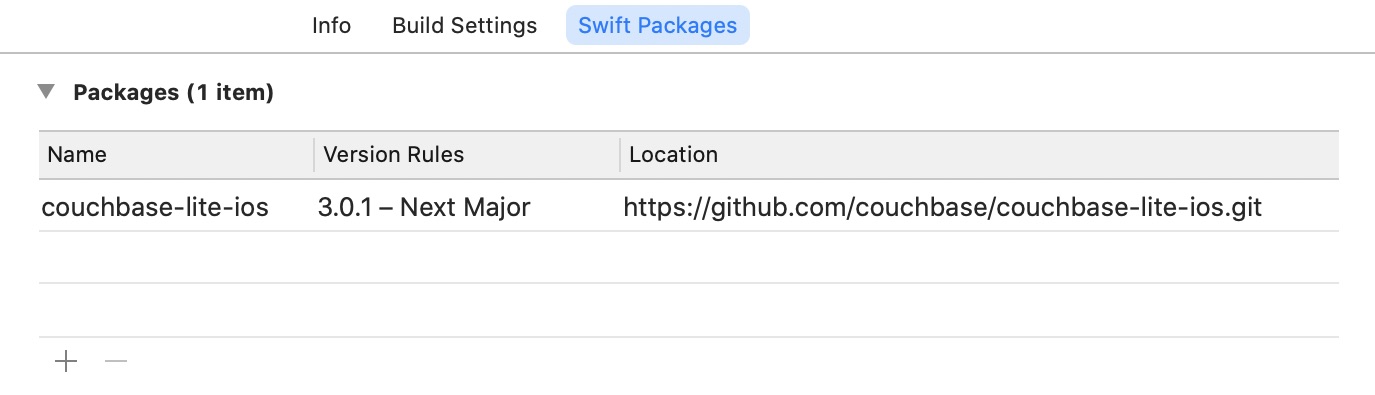 Info Build Settings Swift Packages
Packages (1 item)
Name Version Rules Location
couchbase-lite-ios 3.0.1 – Next Major https://github.com/couchbase/couchbase-lite-ios.git